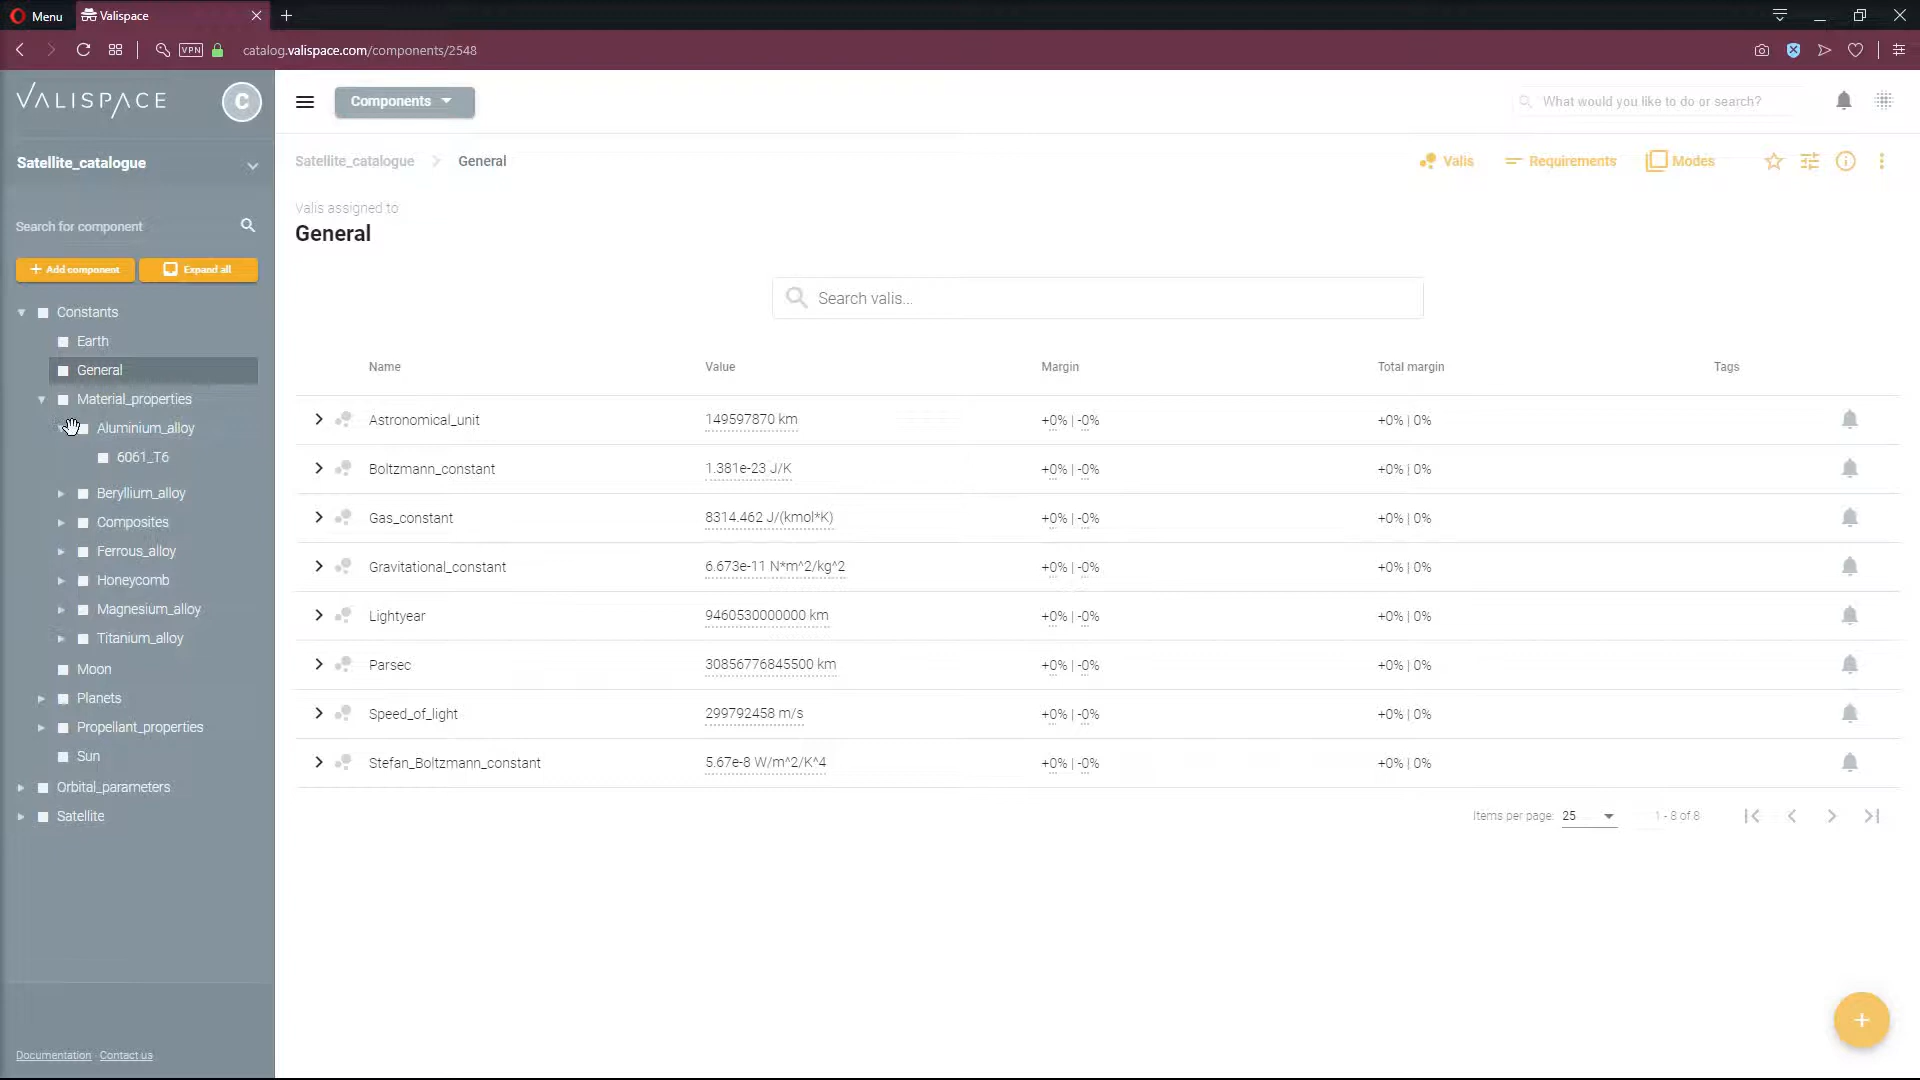 Menu
Valispace
VPN
catalog.valispace.com/components/2548
VALISPACE
C
Components
What would you like to do or search?
Satellite_catalogue
Satellite_catalogue
General
Valis
Requirements
Modes
Search for component
Valis assigned to
General
Add component
Expand all
Search valis...
Constants
Earth
General
Material_properties
Aluminium_alloy
6061_T6
Beryllium_alloy
Composites
Ferrous_alloy
Honeycomb
Magnesium_alloy
Titanium_alloy
Moon
Planets
Propellant_properties
Sun
Orbital_parameters
Satellite
Name Value Margin Total margin Tags
Astronomical_unit 149597870 km +0% | -0% +0% | 0%
Boltzmann_constant 1.381e-23 J/K +0% | -0% +0% | 0%
Gas_constant 8314.462 J/(kmol*K) +0% | -0% +0% | 0%
Gravitational_constant 6.673e-11 N*m^2/kg^2 +0% | -0% +0% | 0%
Lightyear 9460530000000 km +0% | -0% +0% | 0%
Parsec 30856776845500 km +0% | -0% +0% | 0%
Speed_of_light 299792458 m/s +0% | -0% +0% | 0%
Stefan_Boltzmann_constant 5.67e-8 W/m^2/K^4 +0% | -0% +0% | 0%
Items per page: 25 1 - 8 of 8
Documentation · Contact us